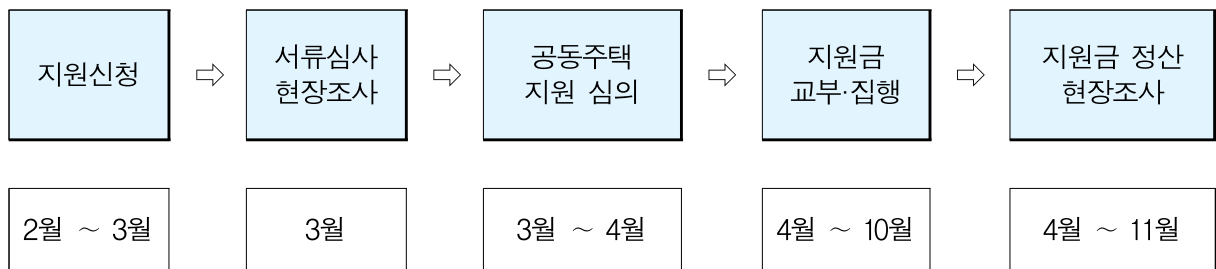 지원신청
서류심사
현장조사
공동주택
지원 심의
지원금
교부·집행
지원금 정산
현장조사
2월 ~ 3월
3월
3월 ~ 4월
4월 ~ 10월
4월 ~ 11월